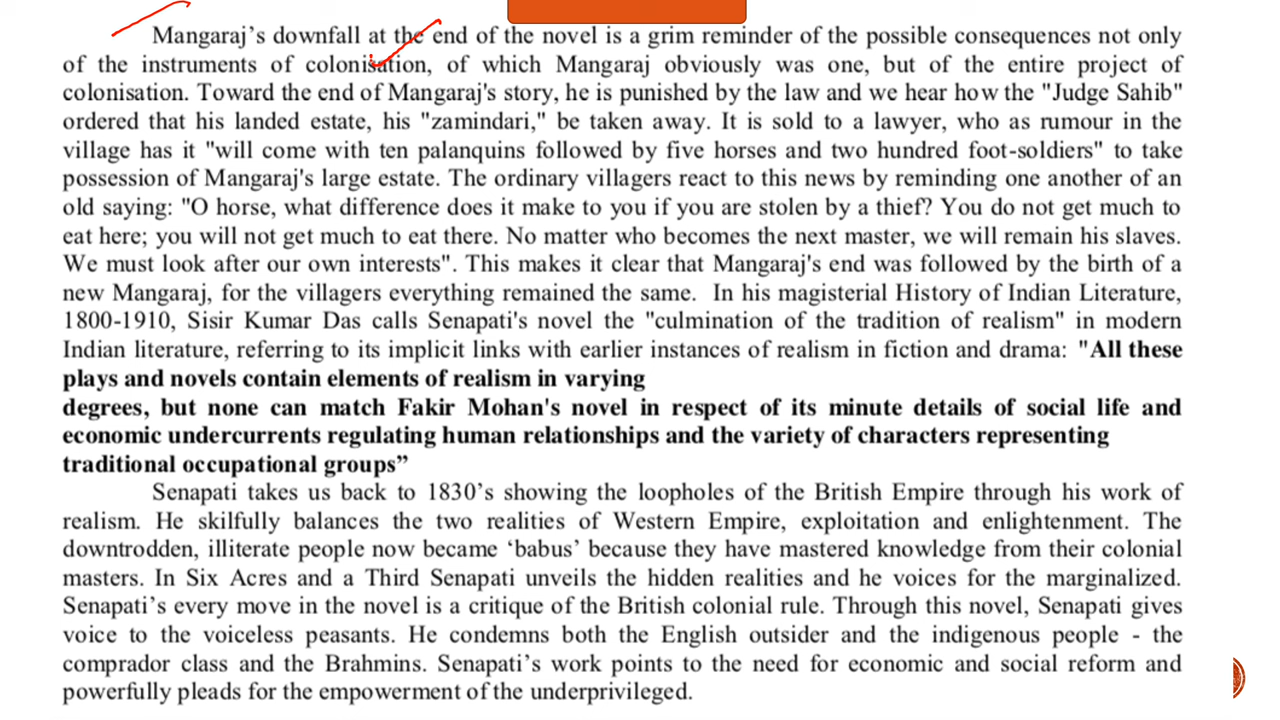 Mangaraj’s downfall at the end of the novel is a grim reminder of the possible consequences not only
of the instruments of colonisation, of which Mangaraj obviously was one, but of the entire project of
colonisation. Toward the end of Mangaraj's story, he is punished by the law and we hear how the "Judge Sahib"
ordered that his landed estate, his "zamindari," be taken away. It is sold to a lawyer, who as rumour in the
village has it "will come with ten palanquins followed by five horses and two hundred foot-soldiers" to take
possession of Mangaraj's large estate. The ordinary villagers react to this news by reminding one another of an
old saying: "O horse, what difference does it make to you if you are stolen by a thief? You do not get much to
eat here; you will not get much to eat there. No matter who becomes the next master, we will remain his slaves.
We must look after our own interests". This makes it clear that Mangaraj's end was followed by the birth of a
new Mangaraj, for the villagers everything remained the same. In his magisterial History of Indian Literature,
1800-1910, Sisir Kumar Das calls Senapati's novel the "culmination of the tradition of realism" in modern
Indian literature, referring to its implicit links with earlier instances of realism in fiction and drama: "All these
plays and novels contain elements of realism in varying
degrees, but none can match Fakir Mohan's novel in respect of its minute details of social life and
economic undercurrents regulating human relationships and the variety of characters representing
traditional occupational groups”
Senapati takes us back to 1830’s showing the loopholes of the British Empire through his work of
realism. He skilfully balances the two realities of Western Empire, exploitation and enlightenment. The
downtrodden, illiterate people now became ‘babus’ because they have mastered knowledge from their colonial
masters. In Six Acres and a Third Senapati unveils the hidden realities and he voices for the marginalized.
Senapati’s every move in the novel is a critique of the British colonial rule. Through this novel, Senapati gives
voice to the voiceless peasants. He condemns both the English outsider and the indigenous people - the
comprador class and the Brahmins. Senapati’s work points to the need for economic and social reform and
powerfully pleads for the empowerment of the underprivileged.